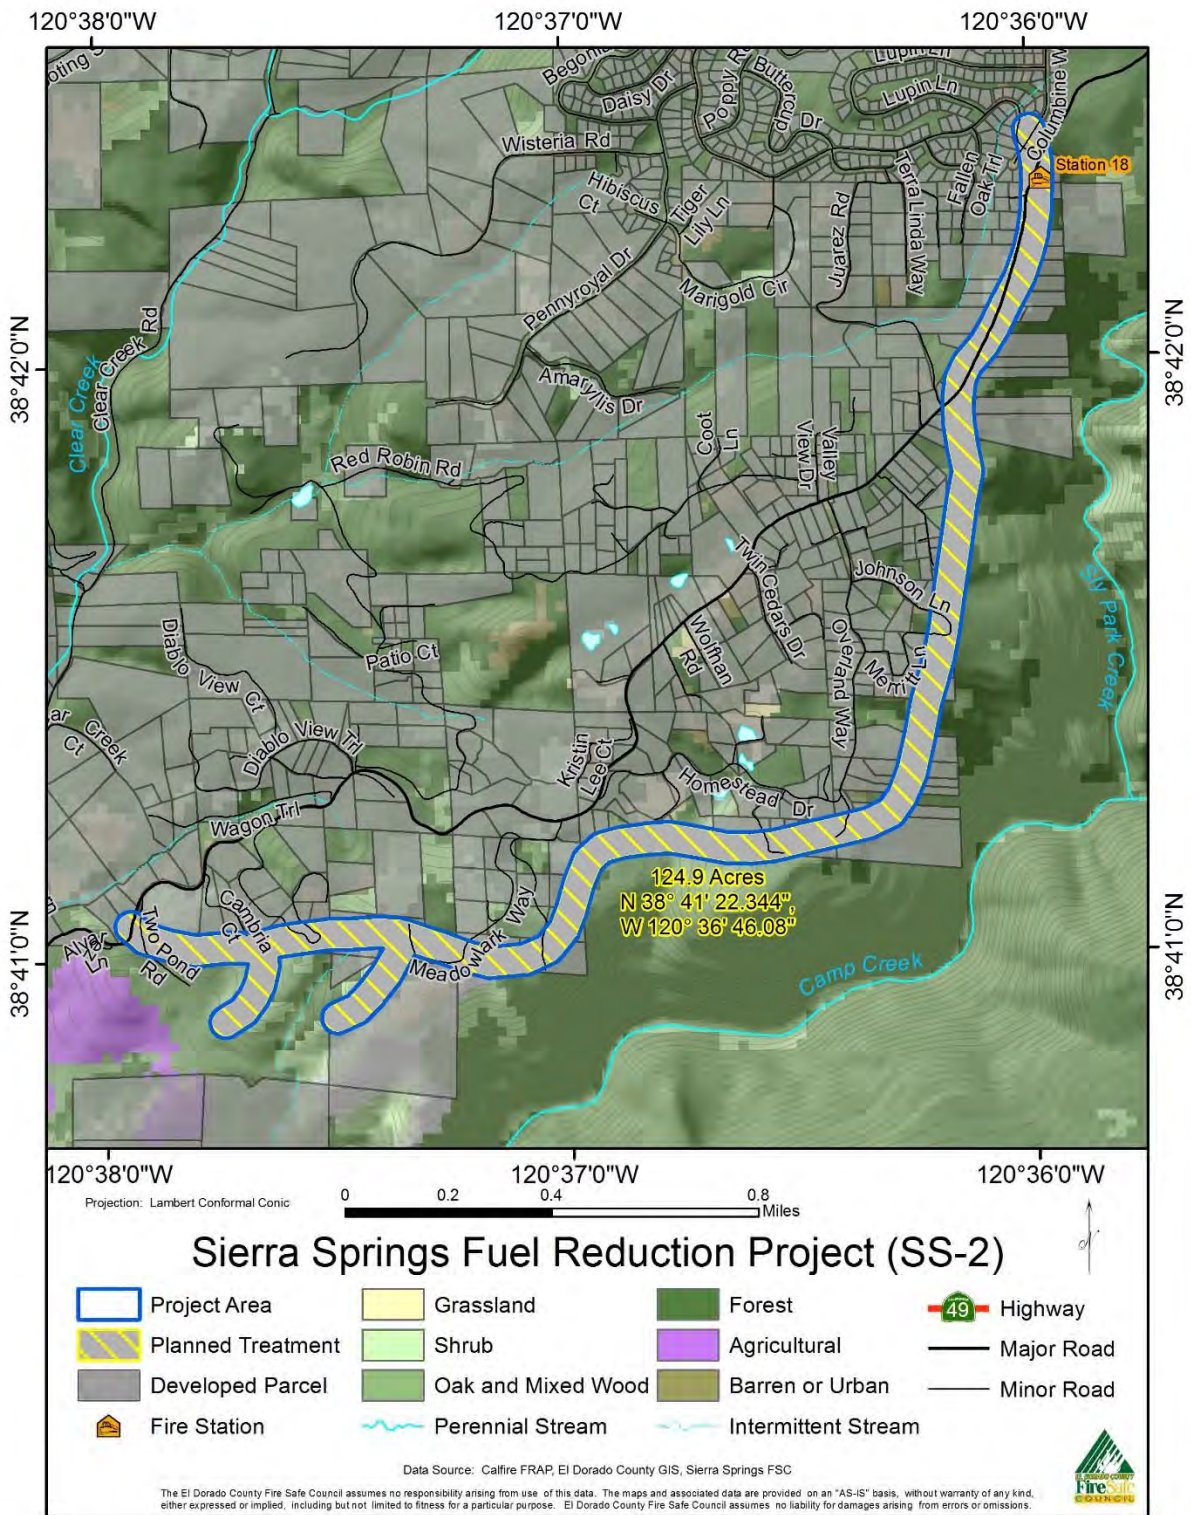 120°38'0"W
120°37'0"W
120°36'0"W
Begonia
Daisy Dr
Poppy Rd
Buttercup Dr
Lupin Ln
Lupin Ln
Columbine W
Wisteria Rd
Hibiscus Ct
Tiger Lily Ln
Terra Linda Way
Fallen Oak Trl
Station 18
Juarez Rd
Pennyroyal Dr
Marigold Cir
38°42'0"N
38°42'0"N
Clear Creek
Clear Creek Rd
Amaryllis Dr
Red Robin Rd
Coot Ln
Valley View Dr
Twin Cedars Dr
Johnson Ln
Sly Park Creek
Diablo View Ct
Patio Ct
Wolfhan Rd
Overland Way
Merritt Ln
ar Creek Ct
Diablo View Trl
Kristin Lee Ct
Homestead Dr
Wagon Trl
124.9 Acres
N 38° 41' 22.344",
W 120° 36' 46.08"
Two Pond Rd
Cambria Ct
Meadowlark Way
Camp Creek
38°41'0"N
38°41'0"N
120°38'0"W
120°37'0"W
120°36'0"W
Projection: Lambert Conformal Conic
0 0.2 0.4 0.8
Miles
Sierra Springs Fuel Reduction Project (SS-2)
Project Area
Grassland
Forest
49
Highway
Planned Treatment
Shrub
Agricultural
Major Road
Developed Parcel
Oak and Mixed Wood
Barren or Urban
Minor Road
Fire Station
Perennial Stream
Intermittent Stream
Data Source: Calfire FRAP, El Dorado County GIS, Sierra Springs FSC
The El Dorado County Fire Safe Council assumes no responsibility arising from use of this data. The maps and associated data are provided on an "AS-IS" basis, without warranty of any kind,
either expressed or implied, including but not limited to fitness for a particular purpose. El Dorado County Fire Safe Council assumes no liability for damages arising from errors or omissions.
EL DORADO COUNTY
Fire Safe
COUNCIL